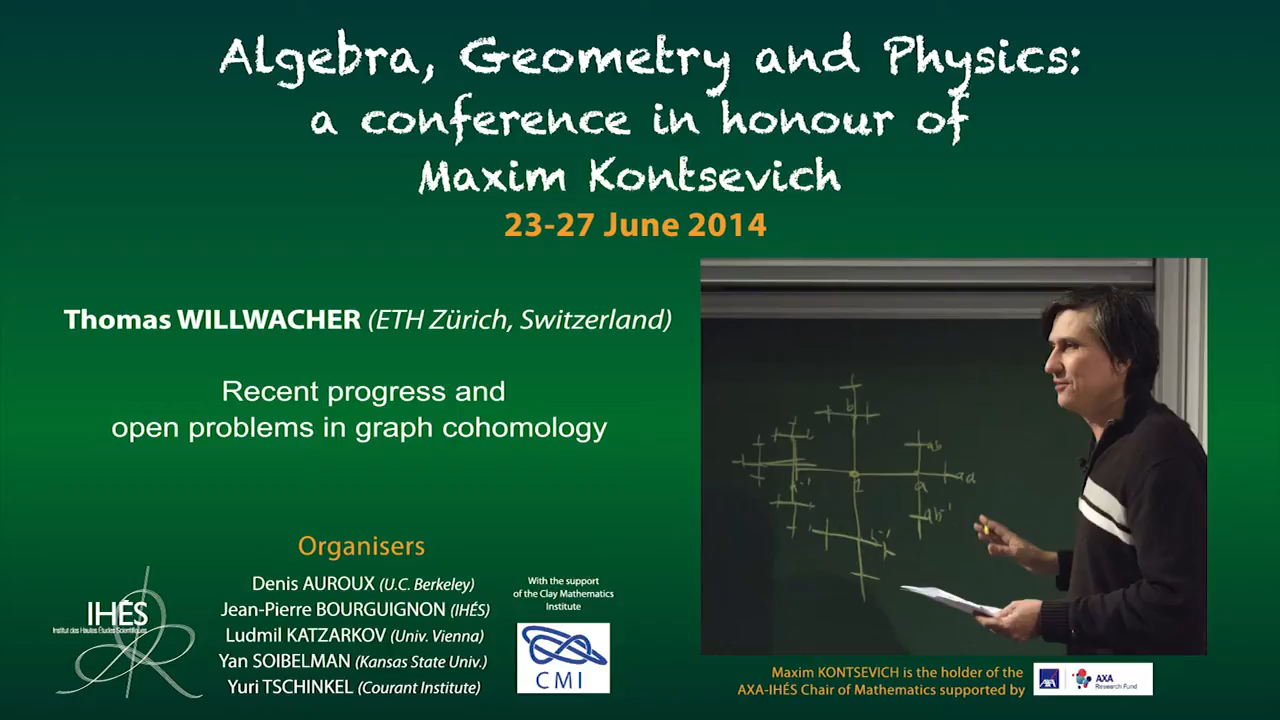 Algebra, Geometry and Physics:
a conference in honour of
Maxim Kontsevich
23-27 June 2014
Thomas WILLWACHER (ETH Zürich, Switzerland)
Recent progress and
open problems in graph cohomology
Organisers
Denis AUROUX (U.C. Berkeley)
Jean-Pierre BOURGUIGNON (IHÉS)
Ludmil KATZARKOV (Univ. Vienna)
Yan SOIBELMAN (Kansas State Univ.)
Yuri TSCHINKEL (Courant Institute)
IHÉS
Institut des Hautes Études Scientifiques
With the support
of the Clay Mathematics
Institute
CMI
b
ab
a
aa
ab⁻¹
Maxim KONTSEVICH is the holder of the
AXA-IHÉS Chair of Mathematics supported by
AXA
Research Fund